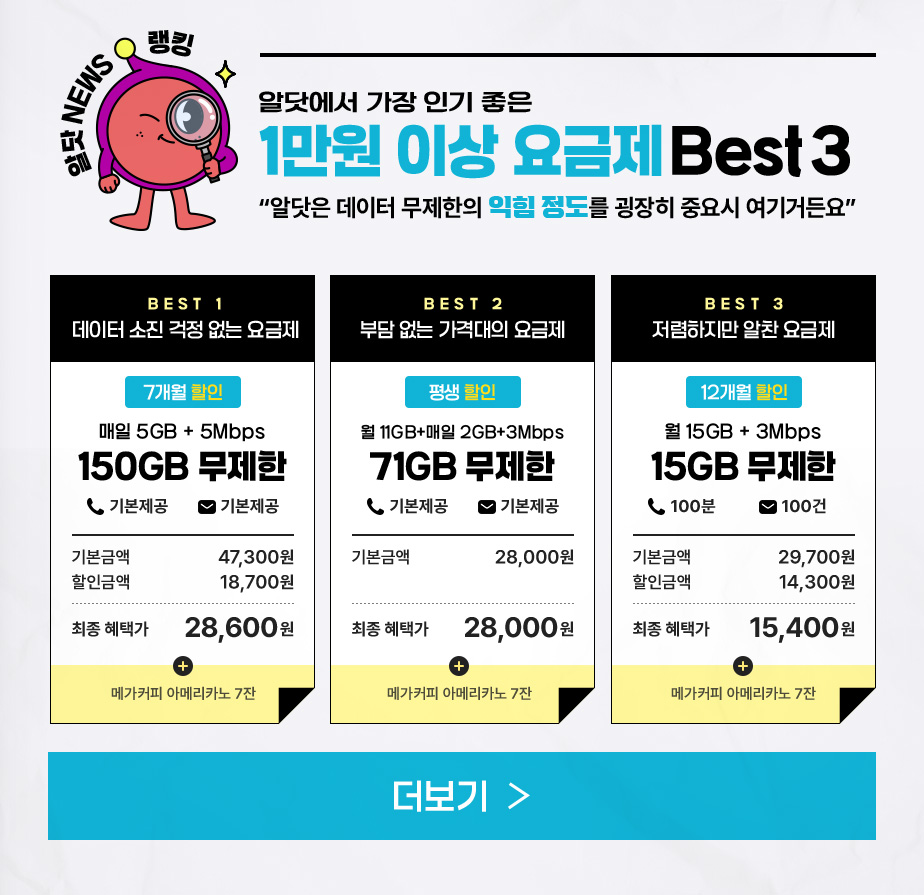 알닷 NEWS 랭킹
알닷에서 가장 인기 좋은
1만원 이상 요금제 Best 3
“알닷은 데이터 무제한의 익힘 정도를 굉장히 중요시 여기거든요”
BEST 1
데이터 소진 걱정 없는 요금제
7개월 할인
매일 5GB + 5Mbps
150GB 무제한
기본제공 기본제공
기본금액 47,300원
할인금액 18,700원
최종 혜택가 28,600원
+
메가커피 아메리카노 7잔
BEST 2
부담 없는 가격대의 요금제
평생 할인
월 11GB+매일 2GB+3Mbps
71GB 무제한
기본제공 기본제공
기본금액 28,000원
최종 혜택가 28,000원
+
메가커피 아메리카노 7잔
BEST 3
저렴하지만 알찬 요금제
12개월 할인
월 15GB + 3Mbps
15GB 무제한
100분 100건
기본금액 29,700원
할인금액 14,300원
최종 혜택가 15,400원
+
메가커피 아메리카노 7잔
더보기 >